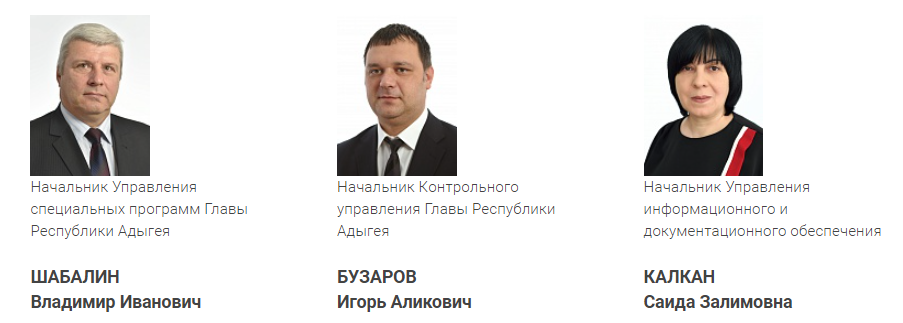 Начальник Управления
специальных программ Главы
Республики Адыгея
ШАБАЛИН
Владимир Иванович
Начальник Контрольного
управления Главы Республики
Адыгея
БУЗАРОВ
Игорь Аликович
Начальник Управления
информационного и
документационного обеспечения
КАЛКАН
Саида Залимовна